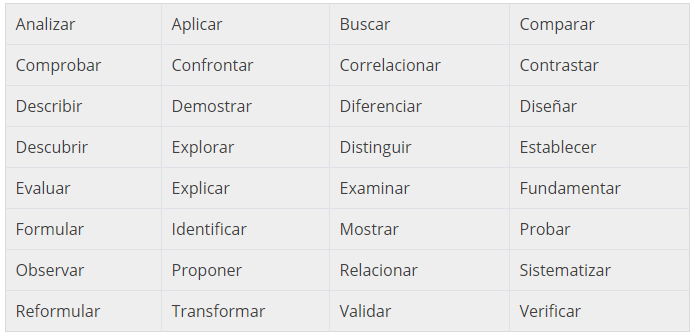 Analizar Aplicar Buscar Comparar
Comprobar Confrontar Correlacionar Contrastar
Describir Demostrar Diferenciar Diseñar
Descubrir Explorar Distinguir Establecer
Evaluar Explicar Examinar Fundamentar
Formular Identificar Mostrar Probar
Observar Proponer Relacionar Sistematizar
Reformular Transformar Validar Verificar